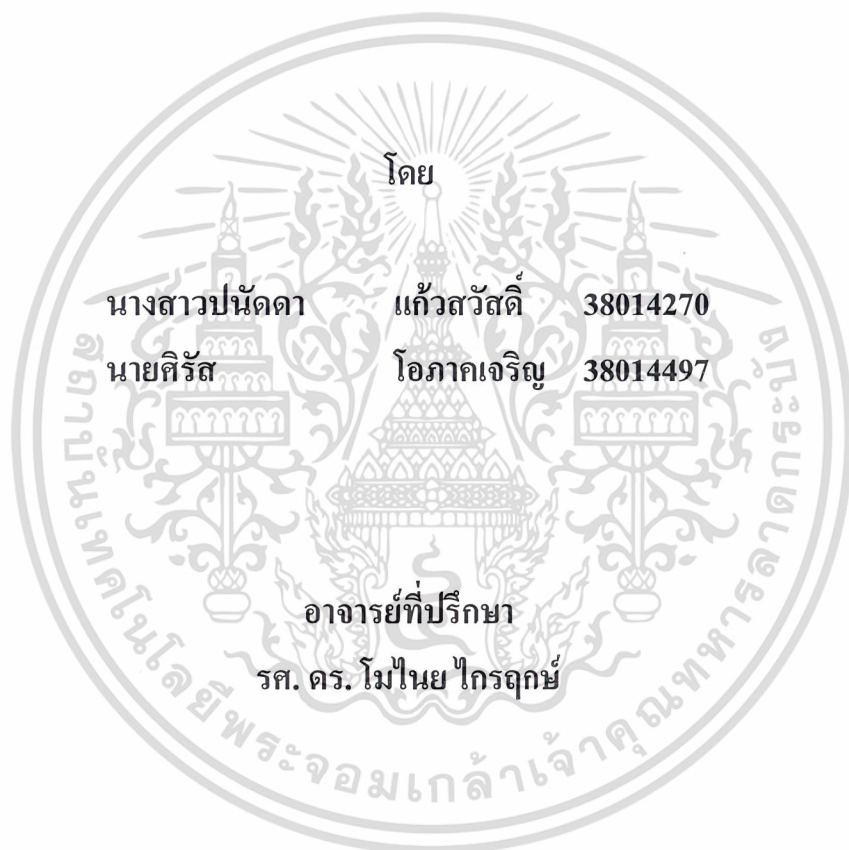 โดย
นางสาวปนัดดา แก้วสวัสดิ์ 38014270
นายศิรัส โอภาคเจริญ 38014497
อาจารย์ที่ปรึกษา
รศ. ดร. โมไนย ไกรฤกษ์
สถาบันเทคโนโลยีพระจอมเกล้าเจ้าคุณทหารลาดกระบัง